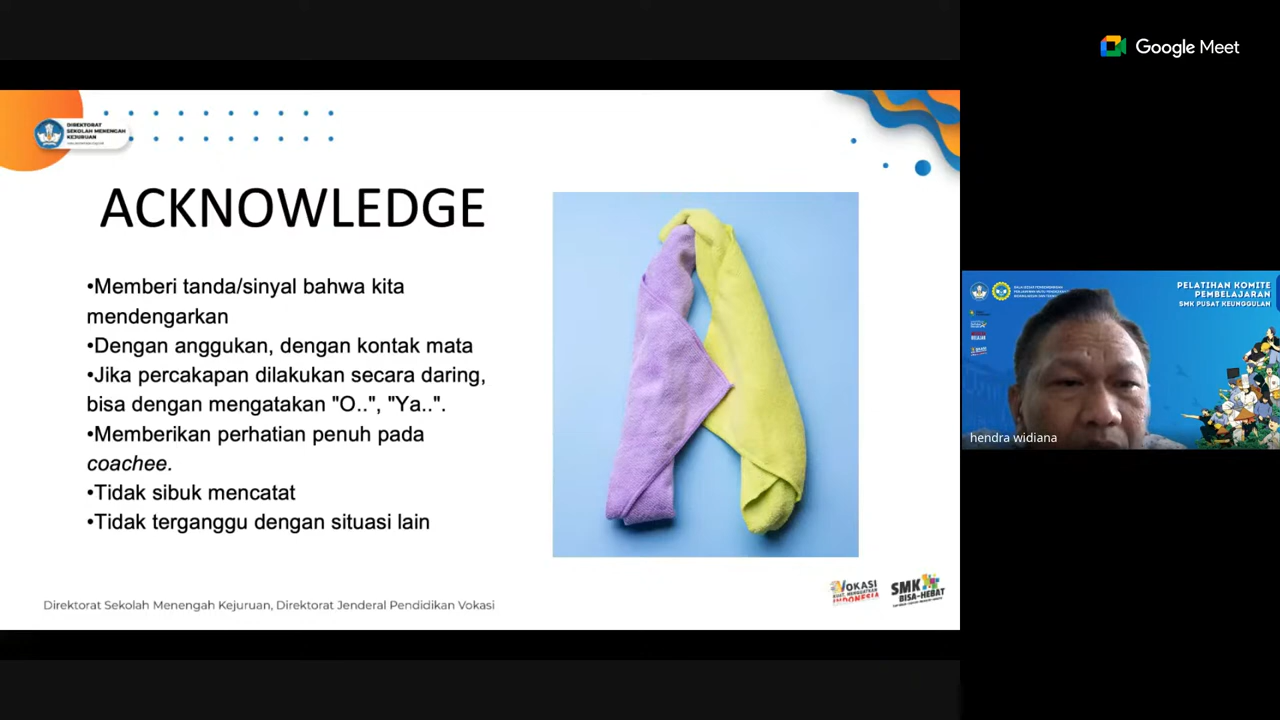 Google Meet
DIREKTORAT
SEKOLAH MENENGAH
KEJURUAN
ACKNOWLEDGE
•Memberi tanda/sinyal bahwa kita
mendengarkan
•Dengan anggukan, dengan kontak mata
•Jika percakapan dilakukan secara daring,
bisa dengan mengatakan "O..", "Ya..".
•Memberikan perhatian penuh pada
coachee.
•Tidak sibuk mencatat
•Tidak terganggu dengan situasi lain
Direktorat Sekolah Menengah Kejuruan, Direktorat Jenderal Pendidikan Vokasi
VOKASI
INDONESIA
SMK
BISA-HEBAT
PELATIHAN KOMITE
PEMBELAJARAN
SMK PUSAT KEUNGGULAN
hendra widiana